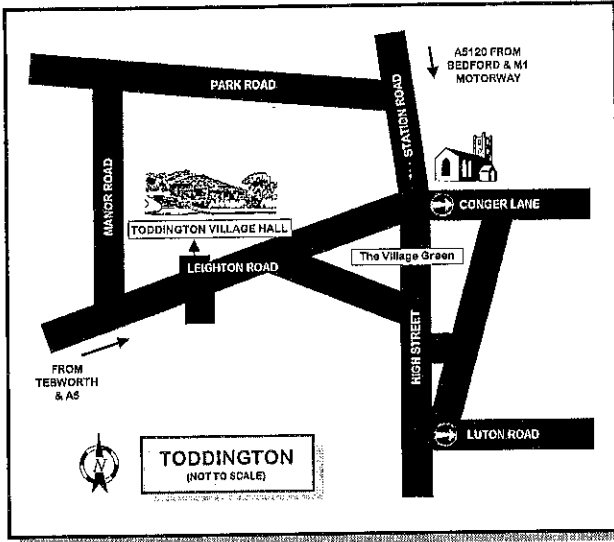 A5120 FROM
BEDFORD & M1
MOTORWAY
PARK ROAD
STATION ROAD
MANOR ROAD
CONGER LANE
TODDINGTON VILLAGE HALL
The Village Green
LEIGHTON ROAD
HIGH STREET
FROM
TEBWORTH
& A5
LUTON ROAD
N
TODDINGTON
(NOT TO SCALE)